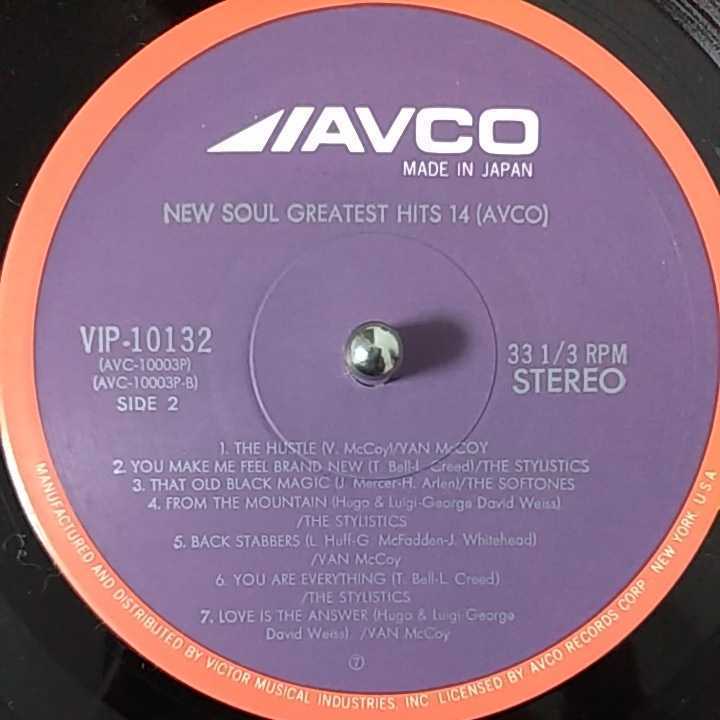 AVCO
MADE IN JAPAN
NEW SOUL GREATEST HITS 14 (AVCO)
VIP-10132
(AVC-10003P)
(AVC-10003P-B)
SIDE 2
33 1/3 RPM
STEREO
1. THE HUSTLE (V. McCoy)/VAN McCOY
2. YOU MAKE ME FEEL BRAND NEW (T. Bell-L. Creed)/THE STYLISTICS
3. THAT OLD BLACK MAGIC (J. Mercer-H. Arlen)/THE SOFTONES
4. FROM THE MOUNTAIN (Hugo & Luigi-George David Weiss)
/THE STYLISTICS
5. BACK STABBERS (L. Huff-G. McFadden-J. Whitehead)
/VAN McCoy
6. YOU ARE EVERYTHING (T. Bell-L. Creed)
/THE STYLISTICS
7. LOVE IS THE ANSWER (Hugo & Luigi-George
David Weiss) /VAN McCoy
7
MANUFACTURED AND DISTRIBUTED BY VICTOR MUSICAL INDUSTRIES, INC. LICENSED BY AVCO RECORDS CORP. NEW YORK, U.S.A.